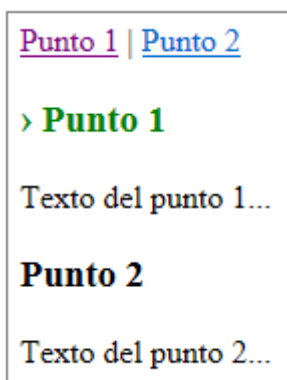 Punto 1 | Punto 2
› Punto 1
Texto del punto 1...
Punto 2
Texto del punto 2...